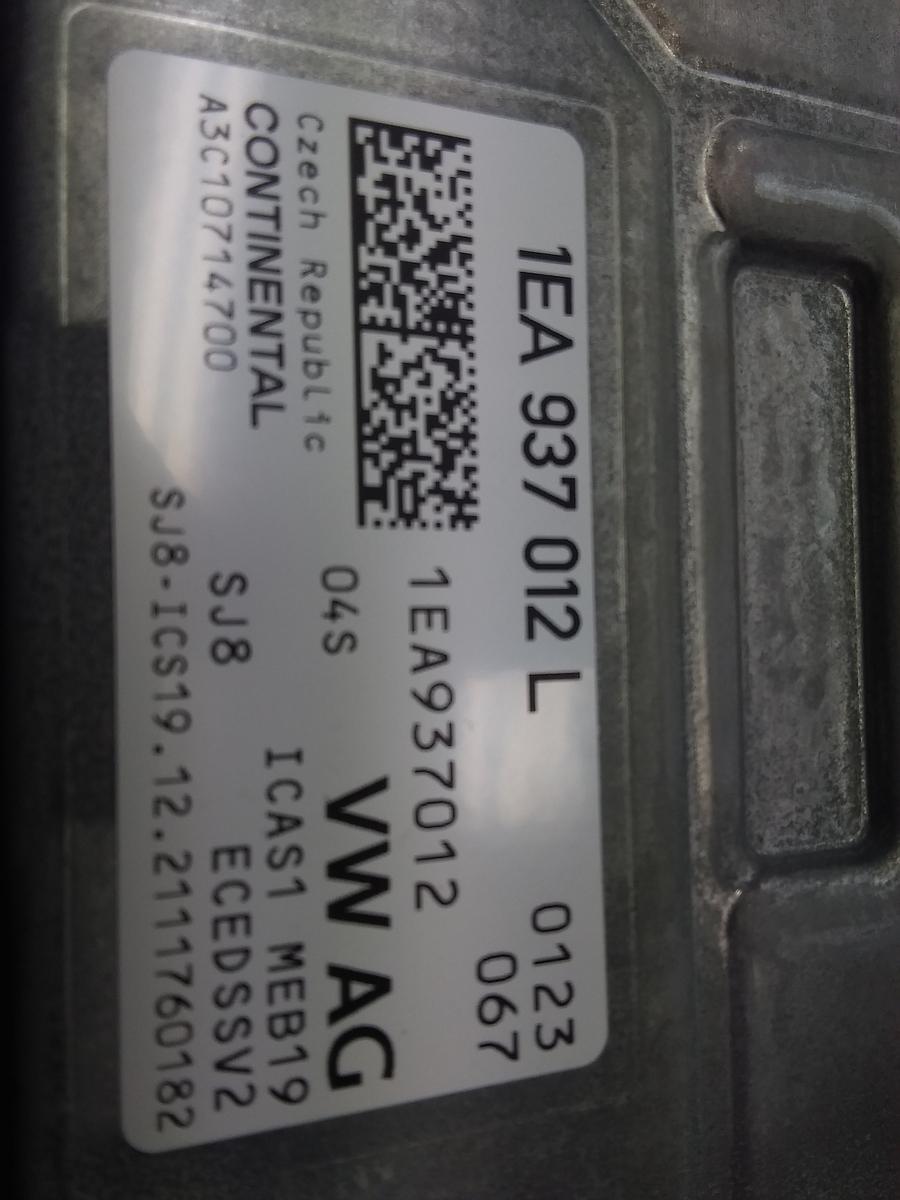 1EA 937 012 L
0123
067
1EA937012
04S
VW AG
Czech Republic
ICAS1 MEB19
CONTINENTAL
SJ8 ECEDSSV2
A3C10714700
SJ8-ICS19.12.2111760182